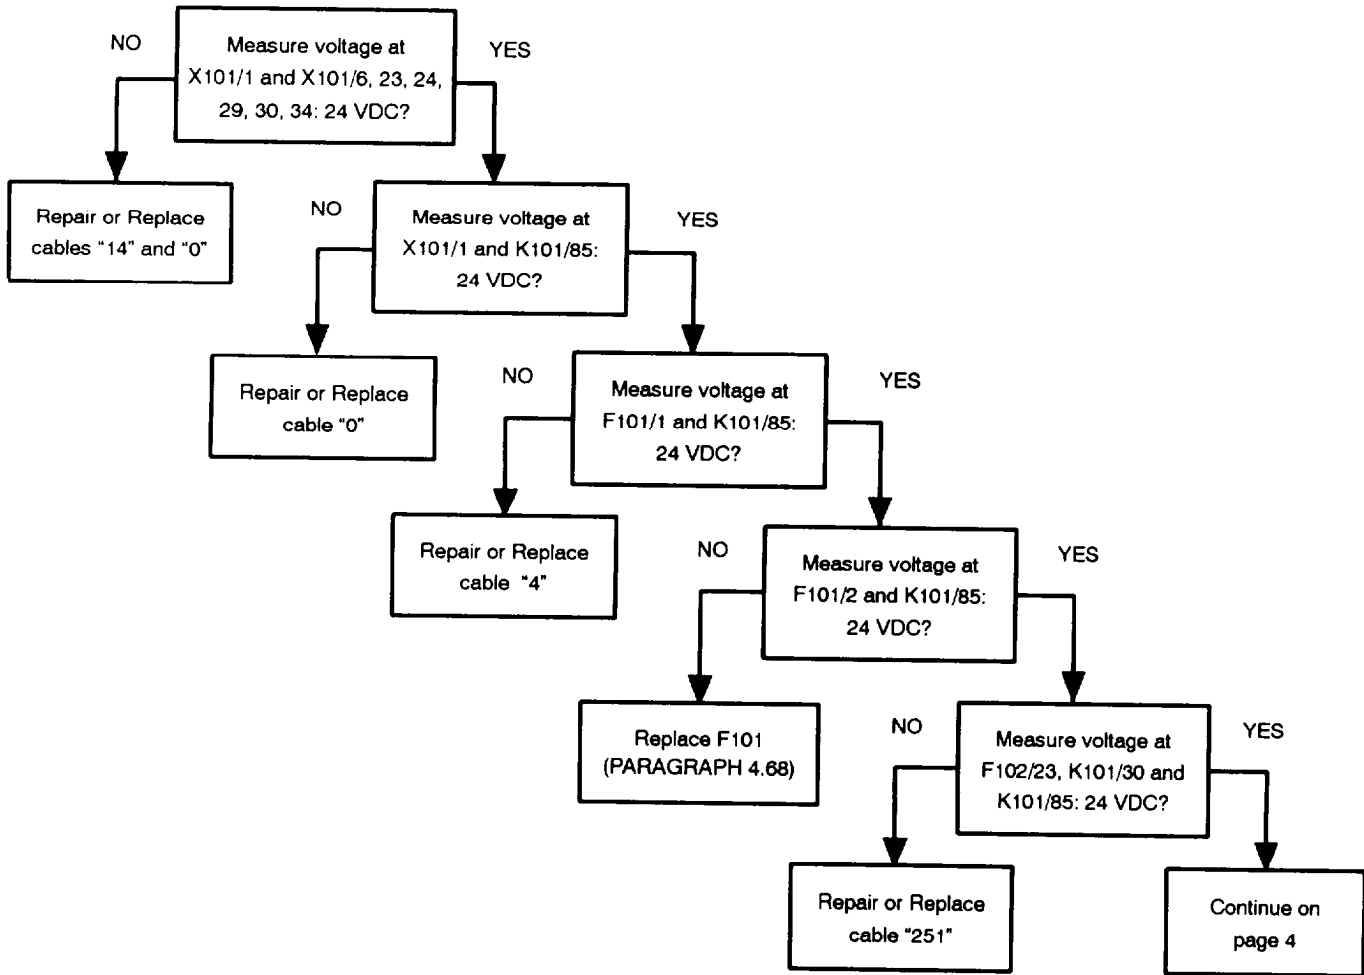 NO
Measure voltage at
X101/1 and X101/6, 23, 24,
29, 30, 34: 24 VDC?
YES
Repair or Replace
cables "14" and "0"
NO
Measure voltage at
X101/1 and K101/85:
24 VDC?
YES
Repair or Replace
cable "0"
NO
Measure voltage at
F101/1 and K101/85:
24 VDC?
YES
Repair or Replace
cable "4"
NO
Measure voltage at
F101/2 and K101/85:
24 VDC?
YES
Replace F101
(PARAGRAPH 4.68)
NO
Measure voltage at
F102/23, K101/30 and
K101/85: 24 VDC?
YES
Repair or Replace
cable "251"
Continue on
page 4